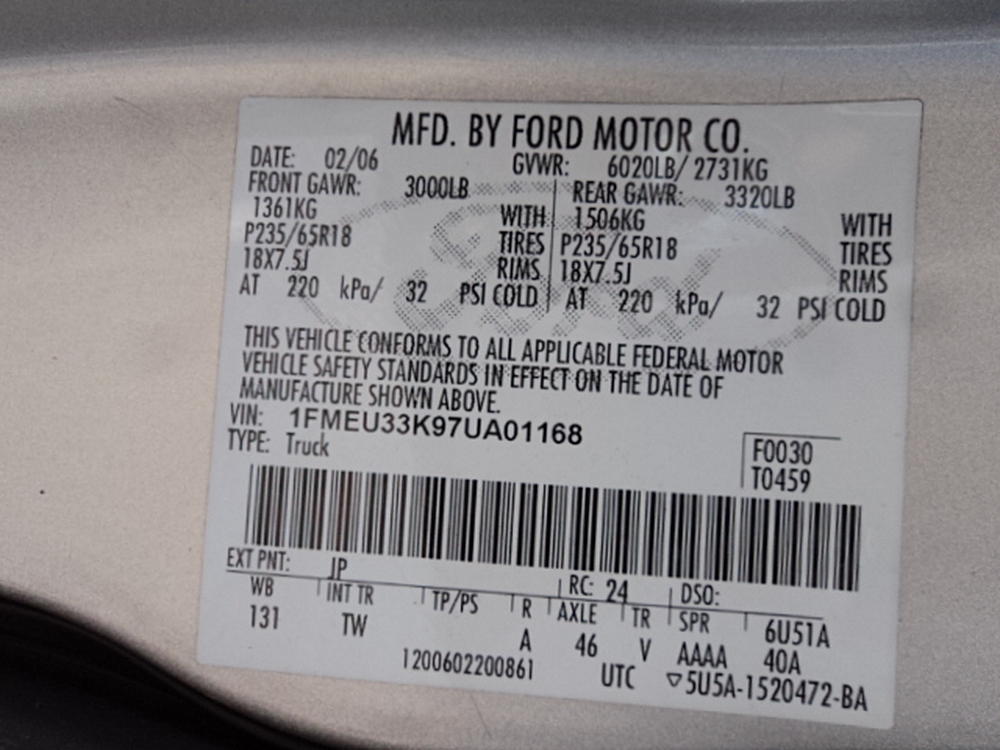 MFD. BY FORD MOTOR CO.
DATE: 02/06 GVWR: 6020LB/ 2731KG
FRONT GAWR: 3000LB REAR GAWR: 3320LB
1361KG WITH 1506KG WITH
P235/65R18 TIRES P235/65R18 TIRES
18X7.5J RIMS 18X7.5J RIMS
AT 220 kPa/ 32 PSI COLD AT 220 kPa/ 32 PSI COLD
THIS VEHICLE CONFORMS TO ALL APPLICABLE FEDERAL MOTOR
VEHICLE SAFETY STANDARDS IN EFFECT ON THE DATE OF
MANUFACTURE SHOWN ABOVE.
VIN: 1FMEU33K97UA01168
TYPE: Truck
F0030
T0459
EXT PNT: JP RC: 24 DSO:
WB INT TR TP/PS R AXLE TR SPR 6U51A
131 TW A 46 V AAAA 40A
1200602200861 UTC ▽5U5A-1520472-BA